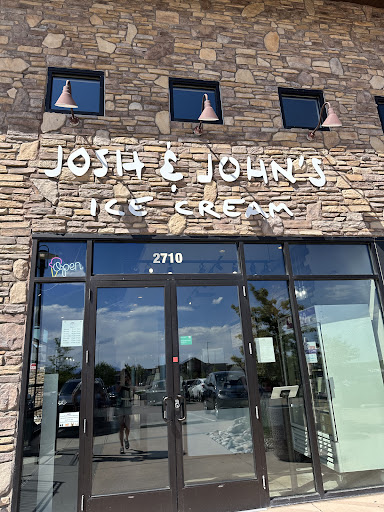 JOSH & JOHN'S
ICE CREAM
2710
Open